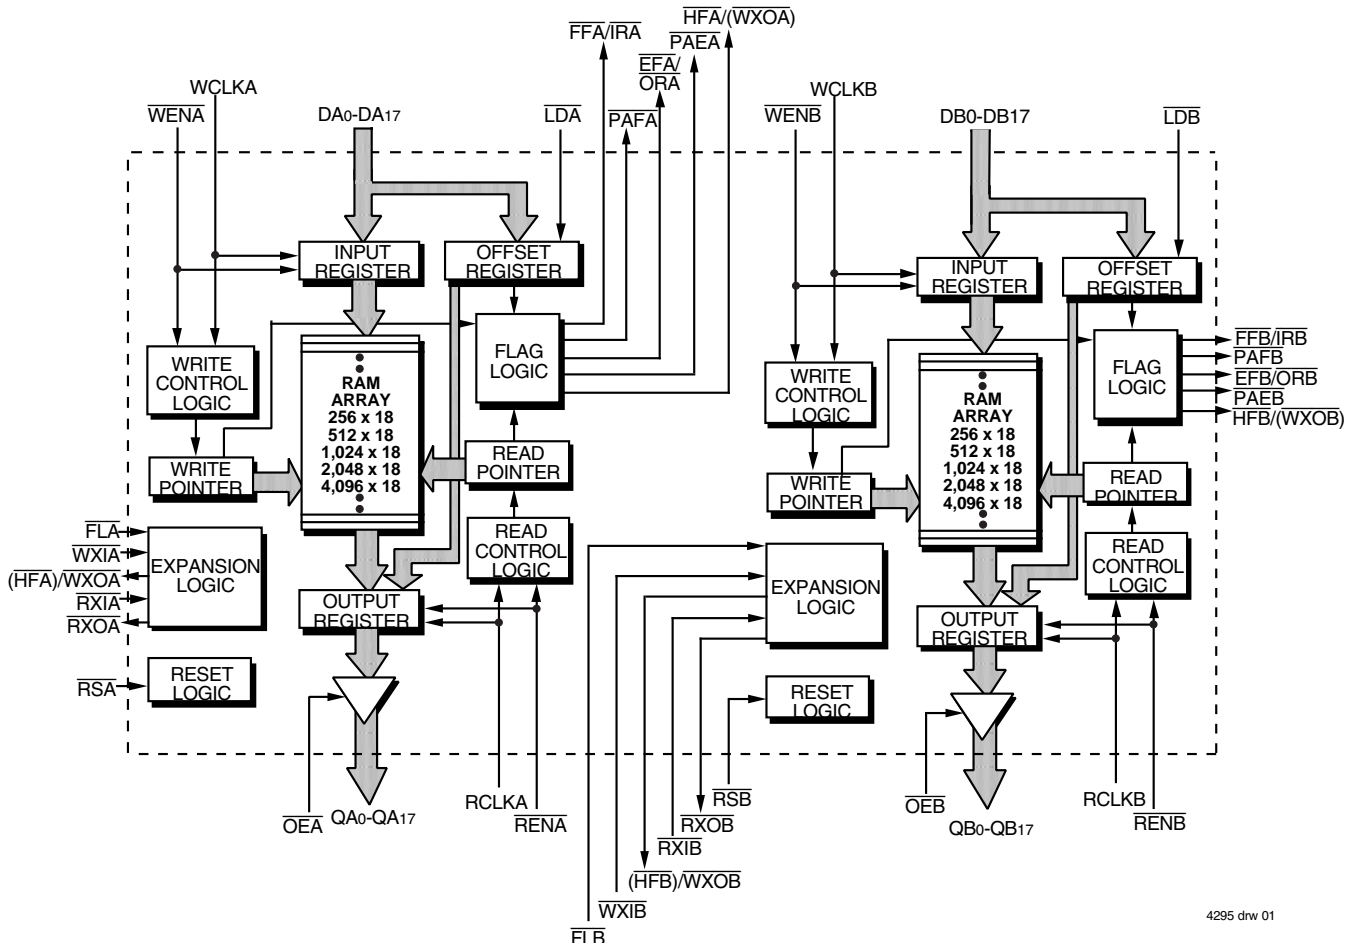 HFA/(WXOA)
FFA/IRA
PAEA
EFA/
ORA
WCLKA
WCLKB
WENA
DA0-DA17
LDA
PAFA
WENB
DB0-DB17
LDB
INPUT
REGISTER
OFFSET
REGISTER
INPUT
REGISTER
OFFSET
REGISTER
WRITE
CONTROL
LOGIC
RAM
ARRAY
256 x 18
512 x 18
1,024 x 18
2,048 x 18
4,096 x 18
FLAG
LOGIC
WRITE
CONTROL
LOGIC
RAM
ARRAY
256 x 18
512 x 18
1,024 x 18
2,048 x 18
4,096 x 18
FLAG
LOGIC
FFB/IRB
PAFB
EFB/ORB
PAEB
HFB/(WXOB)
WRITE
POINTER
READ
POINTER
WRITE
POINTER
READ
POINTER
FLA
WXIA
(HFA)/WXOA
RXIA
RXOA
EXPANSION
LOGIC
READ
CONTROL
LOGIC
EXPANSION
LOGIC
READ
CONTROL
LOGIC
OUTPUT
REGISTER
OUTPUT
REGISTER
RSA
RESET
LOGIC
RESET
LOGIC
OEA
QA0-QA17
RCLKA
RENA
RSB
RXOB
RXIB
(HFB)/WXOB
WXIB
FLB
OEB
QB0-QB17
RCLKB
RENB
4295 drw 01